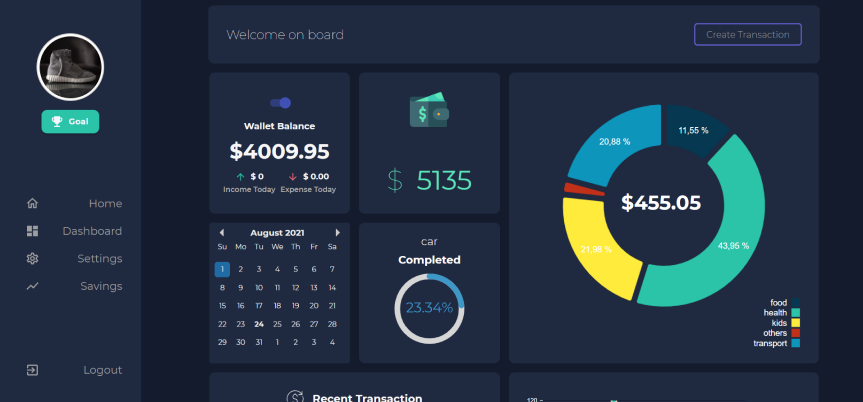 Welcome on board
Create Transaction
Goal
Home
Dashboard
Settings
Savings
Logout
Wallet Balance
$4009.95
$ 0
$ 0.00
Income Today
Expense Today
$
$ 5135
August 2021
Su Mo Tu We Th Fr Sa
1 2 3 4 5 6 7
8 9 10 11 12 13 14
15 16 17 18 19 20 21
22 23 24 25 26 27 28
29 30 31 1 2 3 4
car
Completed
23.34%
11,55 %
20,88 %
$455.05
43,95 %
21,98 %
food
health
kids
others
transport
$
Recent Transaction
120